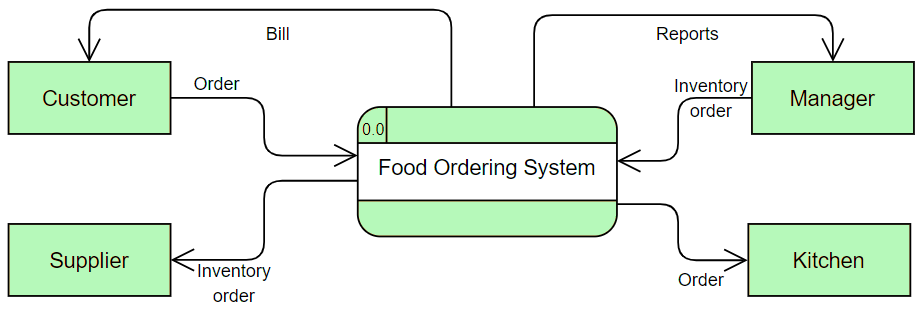 Bill
Reports
Customer
Order
Inventory
order
Manager
0.0
Food Ordering System
Supplier
Inventory
order
Order
Kitchen